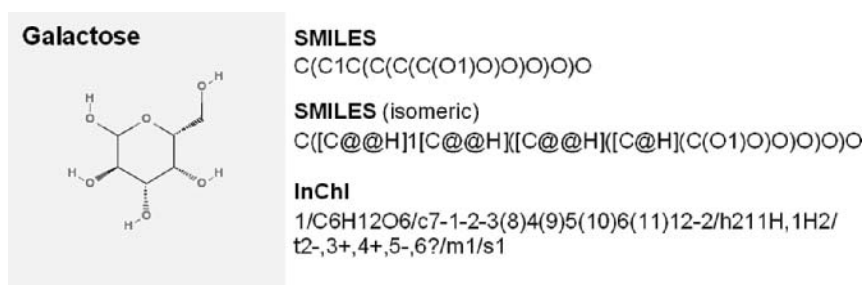 Galactose
H
O
H
O
H
O
O
H
O
O
H
O
H
SMILES
C(C1C(C(C(C(O1)O)O)O)O)O
SMILES (isomeric)
C([C@@H]1[C@@H]([C@@H]([C@H](C(O1)O)O)O)O)O
InChI
1/C6H12O6/c7-1-2-3(8)4(9)5(10)6(11)12-2/h211H,1H2/
t2-,3+,4+,5-,6?/m1/s1